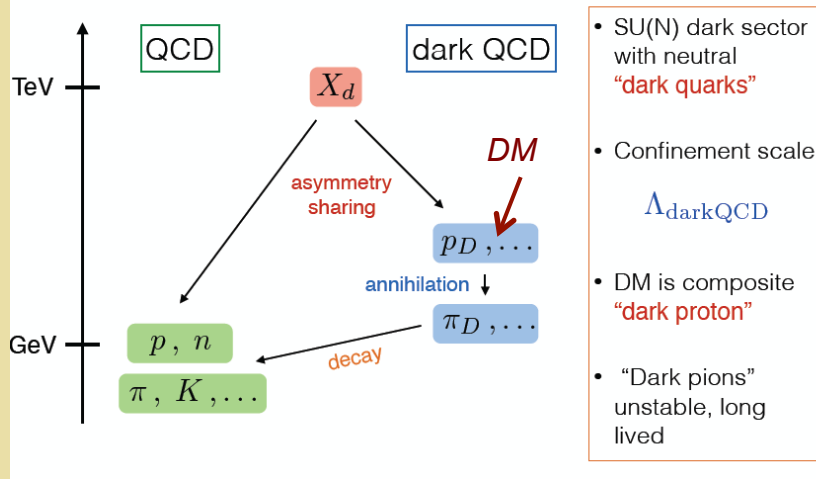 QCD
dark QCD
TeV
X_d
DM
asymmetry
sharing
p_D , ...
annihilation
π_D , ...
GeV
p , n
decay
π , K , ...
• SU(N) dark sector
with neutral
“dark quarks”
• Confinement scale
Λ_darkQCD
• DM is composite
“dark proton”
• “Dark pions”
unstable, long
lived